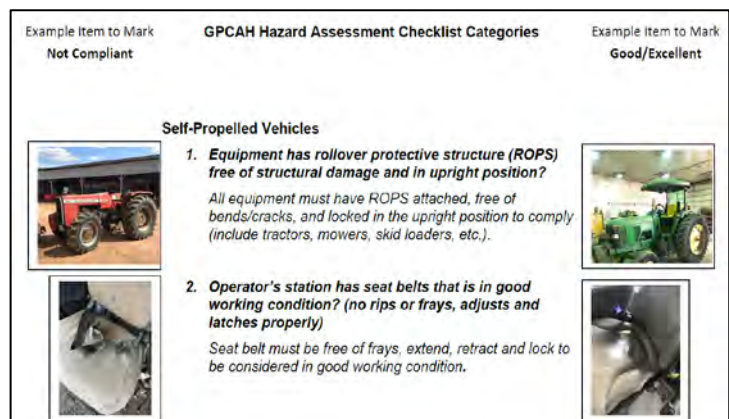 Example Item to Mark
Not Compliant
GPCAH Hazard Assessment Checklist Categories
Example Item to Mark
Good/Excellent
Self-Propelled Vehicles
1. Equipment has rollover protective structure (ROPS)
free of structural damage and in upright position?
All equipment must have ROPS attached, free of
bends/cracks, and locked in the upright position to comply
(include tractors, mowers, skid loaders, etc.).
2. Operator's station has seat belts that is in good
working condition? (no rips or frays, adjusts and
latches properly)
Seat belt must be free of frays, extend, retract and lock to
be considered in good working condition.